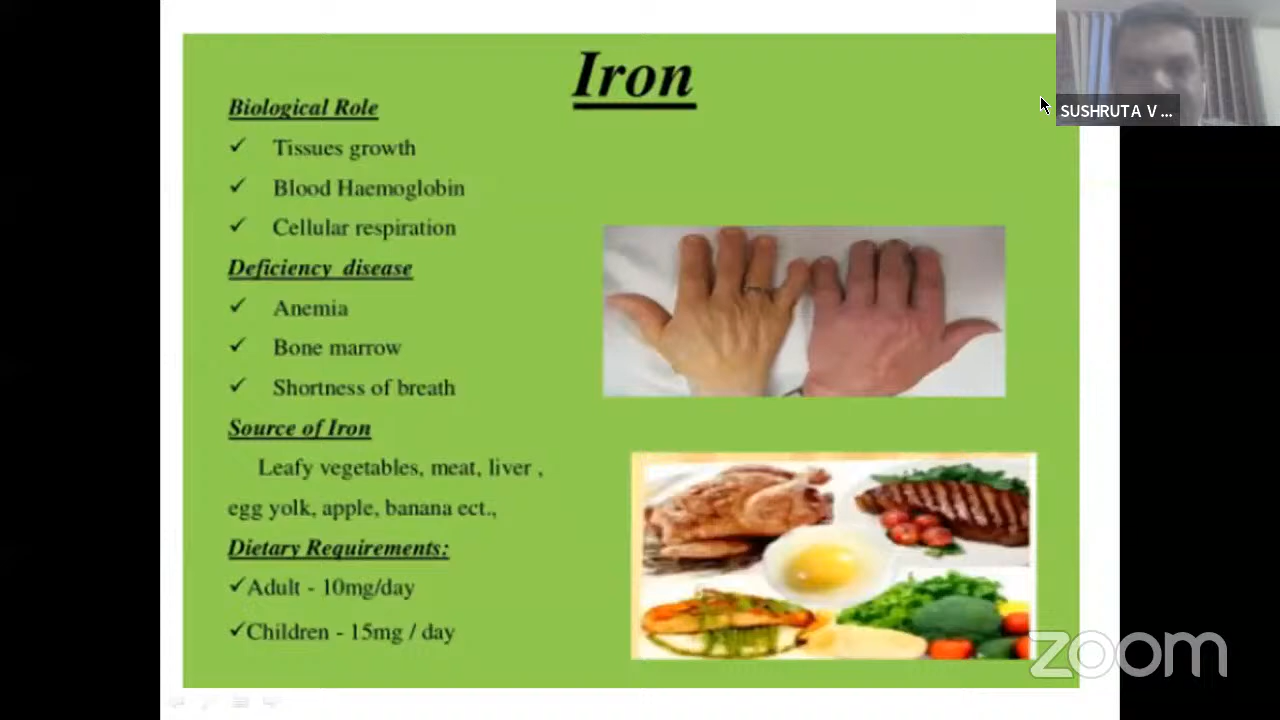 Iron
Biological Role
✓ Tissues growth
✓ Blood Haemoglobin
✓ Cellular respiration
Deficiency disease
✓ Anemia
✓ Bone marrow
✓ Shortness of breath
Source of Iron
Leafy vegetables, meat, liver ,
egg yolk, apple, banana ect.,
Dietary Requirements:
✓Adult - 10mg/day
✓Children - 15mg / day
SUSHRUTA V ...
zoom